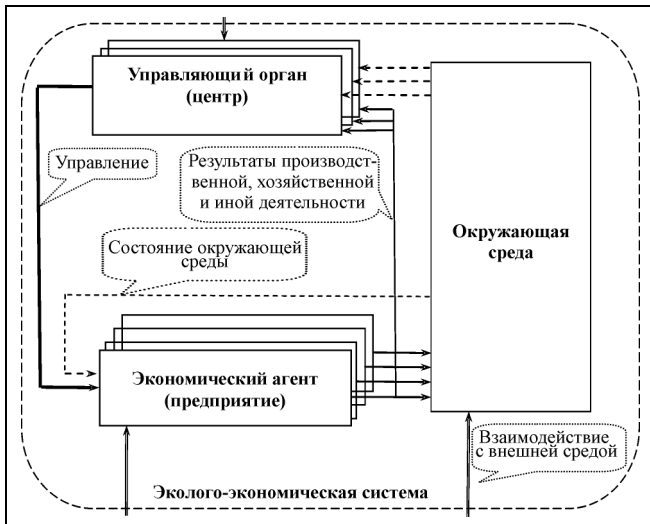 Управляющий орган
(центр)
Управление
Результаты производст-
венной, хозяйственной
и иной деятельности
Окружающая
среда
Состояние окружающей
среды
Экономический агент
(предприятие)
Взаимодействие
с внешней средой
Эколого-экономическая система